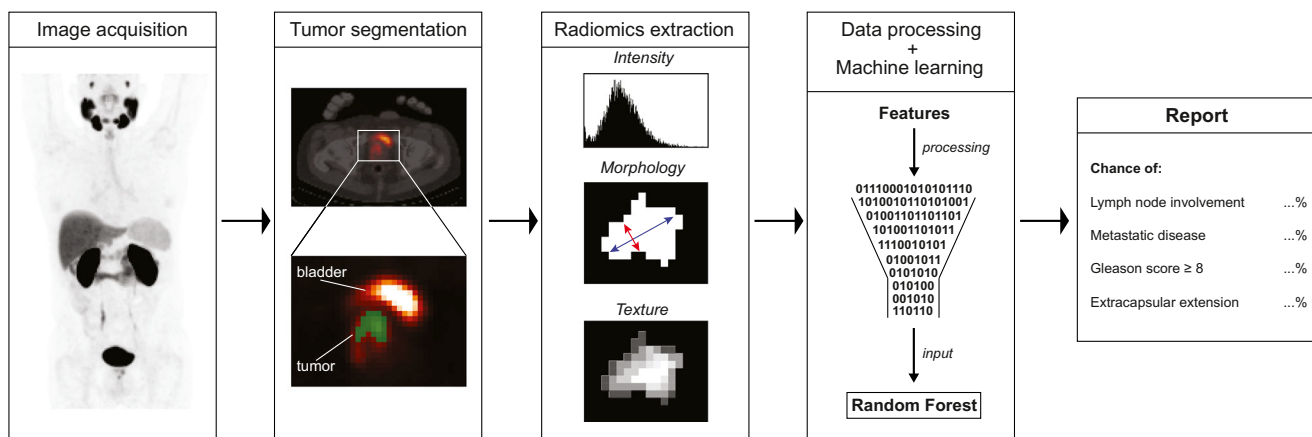 Image acquisition
Tumor segmentation
bladder
tumor
Radiomics extraction
Intensity
Morphology
Texture
Data processing
+
Machine learning
Features
processing
01110001010101110
1010010110101001
01001101101101
101001101011
1110010101
01001011
0101010
010100
001010
110110
input
Random Forest
Report
Chance of:
Lymph node involvement ...%
Metastatic disease ...%
Gleason score ≥ 8 ...%
Extracapsular extension ...%